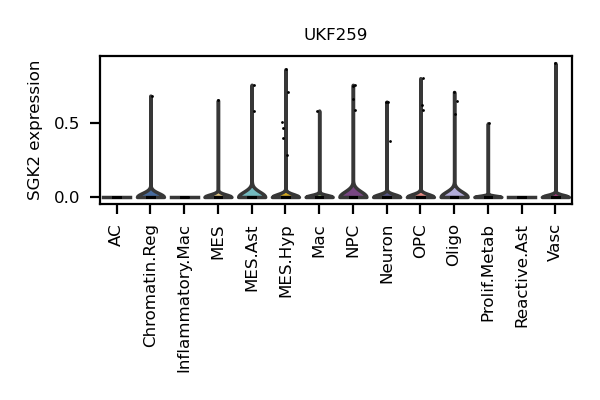 UKF259
SGK2 expression
0.5
0.0
AC
Chromatin.Reg
Inflammatory.Mac
MES
MES.Ast
MES.Hyp
Mac
NPC
Neuron
OPC
Oligo
Prolif.Metab
Reactive.Ast
Vasc